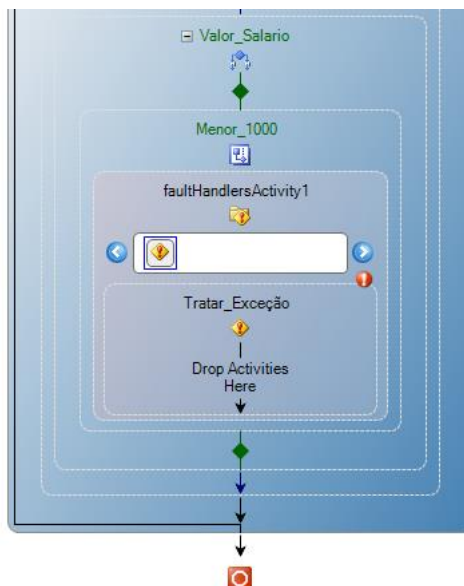 Valor_Salario
Menor_1000
faultHandlersActivity1
Tratar_Exceção
Drop Activities
Here